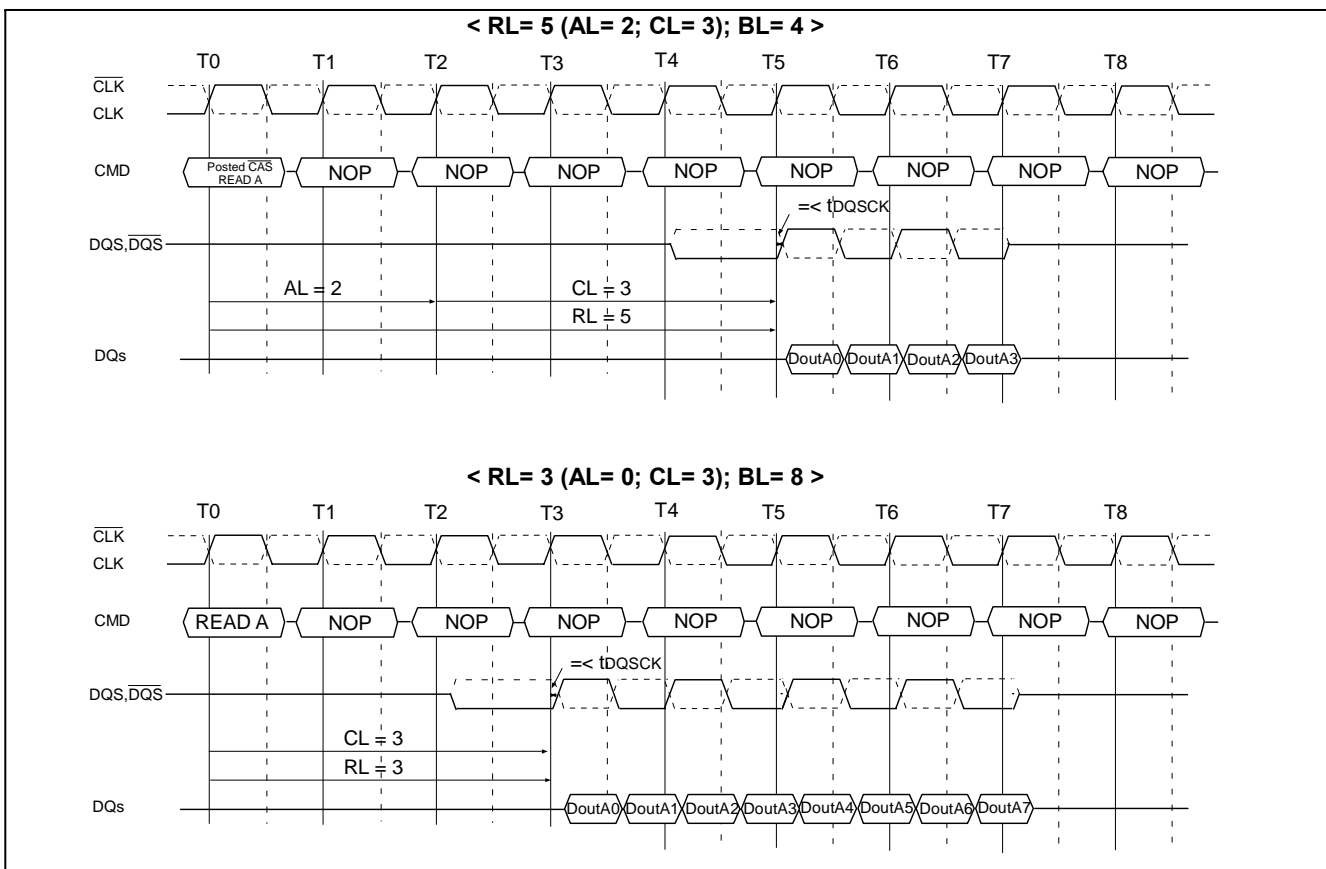 < RL= 5 (AL= 2; CL= 3); BL= 4 >
T0 T1 T2 T3 T4 T5 T6 T7 T8
CLK
CLK
CMD
Posted CAS
READ A
NOP NOP NOP NOP NOP NOP NOP NOP
=< tDQSCK
DQS,DQS
AL = 2 CL = 3
RL = 5
DQs
DoutA0 DoutA1 DoutA2 DoutA3
< RL= 3 (AL= 0; CL= 3); BL= 8 >
T0 T1 T2 T3 T4 T5 T6 T7 T8
CLK
CLK
CMD READ A NOP NOP NOP NOP NOP NOP NOP NOP
=< tDQSCK
DQS,DQS
CL = 3
RL = 3
DQs
DoutA0 DoutA1 DoutA2 DoutA3 DoutA4 DoutA5 DoutA6 DoutA7